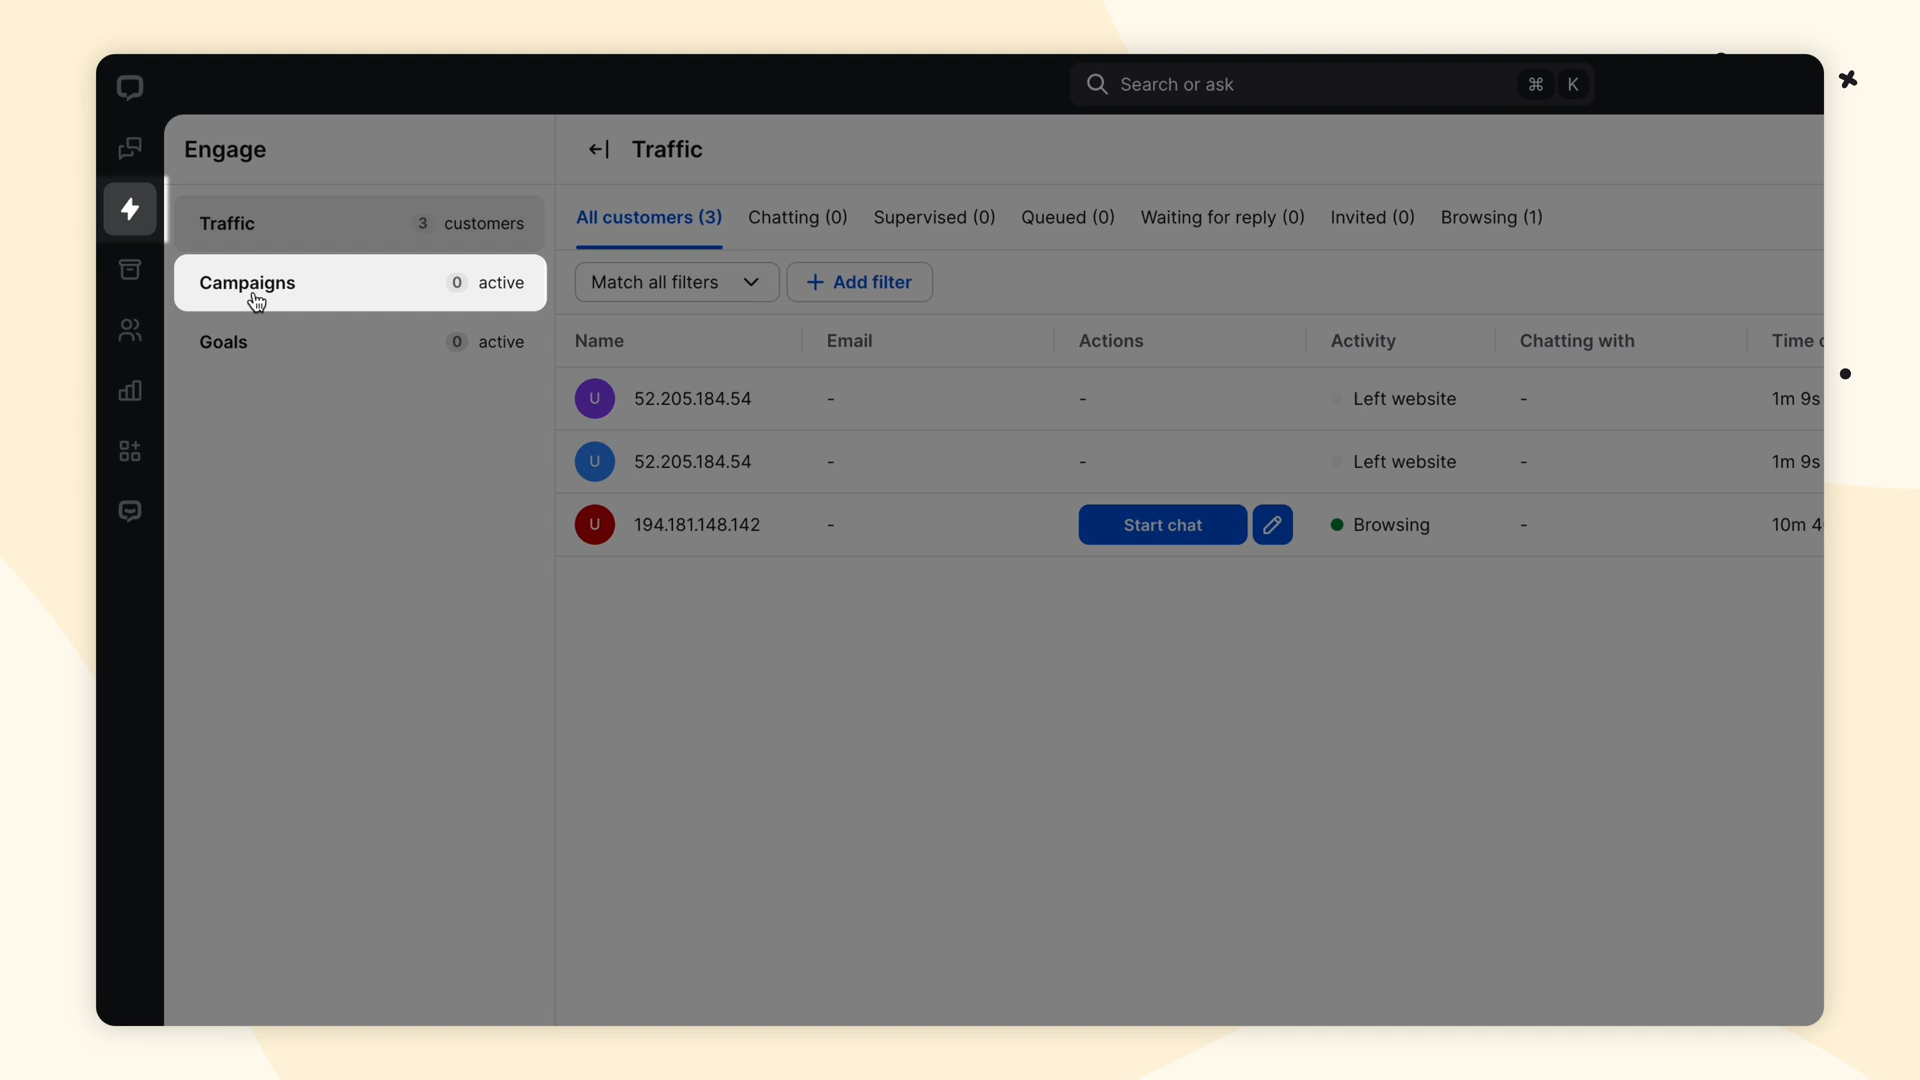 Search or ask ⌘ K
Engage
Traffic
Traffic 3 customers
Campaigns 0 active
Goals 0 active
All customers (3) Chatting (0) Supervised (0) Queued (0) Waiting for reply (0) Invited (0) Browsing (1)
Match all filters + Add filter
Name Email Actions Activity Chatting with Time
U 52.205.184.54 - - Left website - 1m 9s
U 52.205.184.54 - - Left website - 1m 9s
U 194.181.148.142 - Start chat Browsing - 10m 4